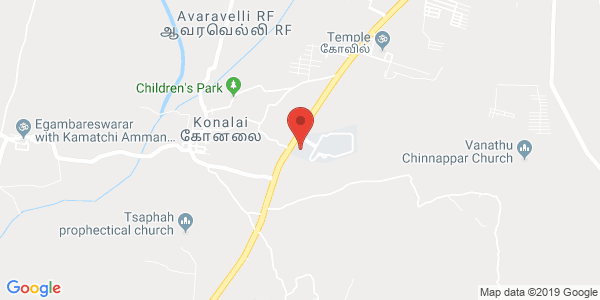 Avaravelli RF
ஆவரவெல்லி RF
Temple
கோவில்
Children's Park
Konalai
கோனலை
Egambareswarar
with Kamatchi Amman...
Vanathu
Chinnappar Church
Tsaphah
prophectical church
Google
Map data ©2019 Google